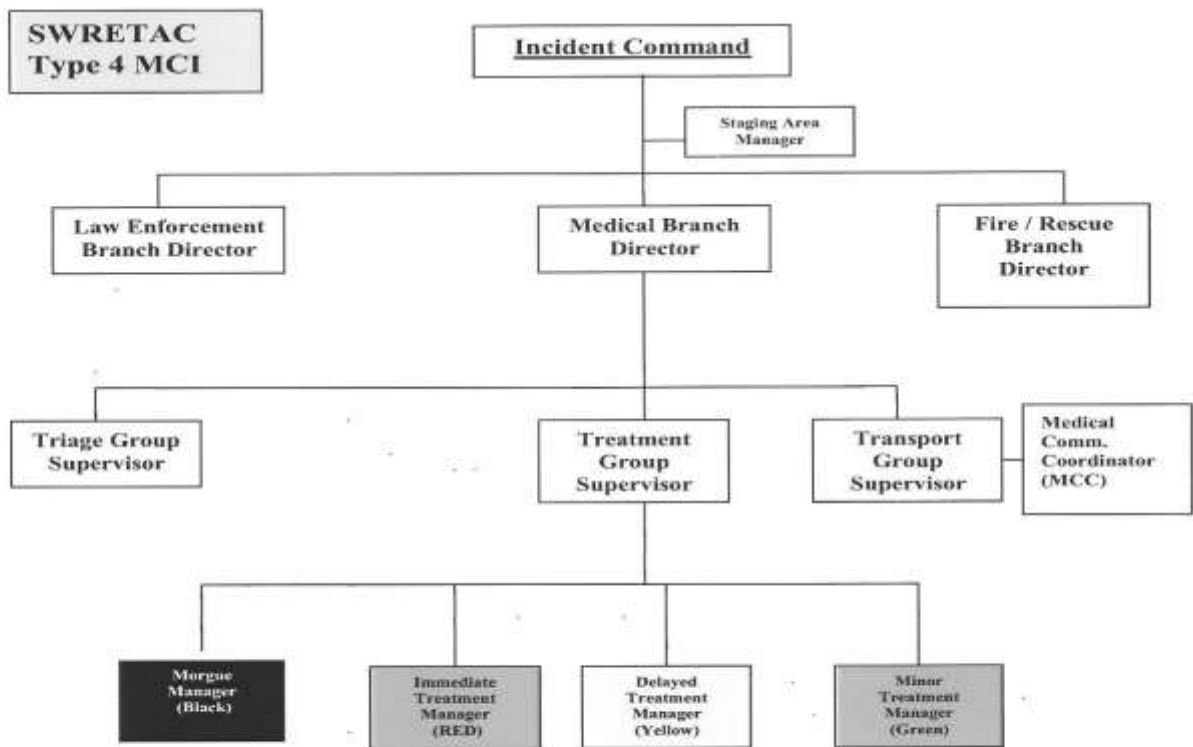 SWRETAC
Type 4 MCI
Incident Command
Staging Area
Manager
Law Enforcement
Branch Director
Medical Branch
Director
Fire / Rescue
Branch
Director
Triage Group
Supervisor
Treatment
Group
Supervisor
Transport
Group
Supervisor
Medical
Comm.
Coordinator
(MCC)
Morgue
Manager
(Black)
Immediate
Treatment
Manager
(RED)
Delayed
Treatment
Manager
(Yellow)
Minor
Treatment
Manager
(Green)